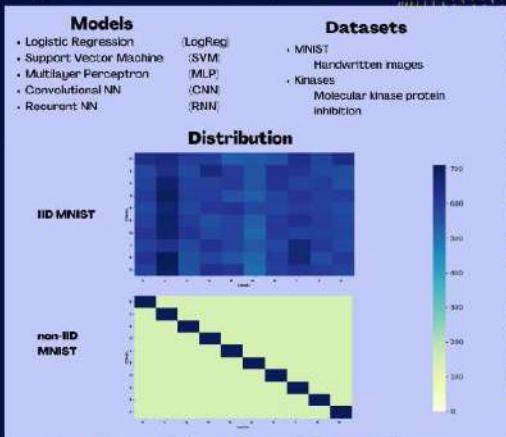 Models
• Logistic Regression (LogReg)
• Support Vector Machine (SVM)
• Multilayer Perceptron (MLP)
• Convolutional NN (CNN)
• Recurent NN (RNN)
Datasets
• MNIST
Handwritten images
• Kinases
Molecular kinase protein
inhibition
Distribution
IID MNIST
non-IID
MNIST